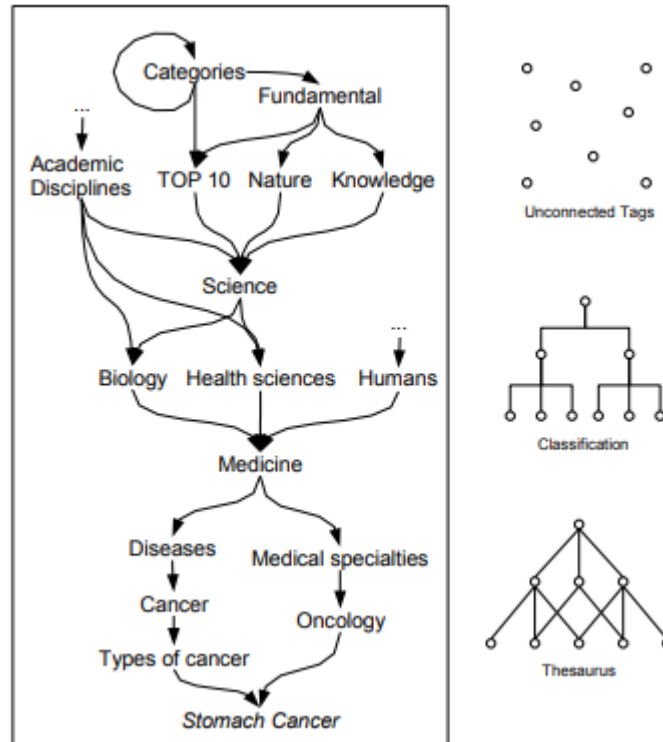 Categories
Fundamental
...
Academic
Disciplines
TOP 10
Nature
Knowledge
Science
...
Biology
Health sciences
Humans
Medicine
Diseases
Medical specialties
Cancer
Oncology
Types of cancer
Stomach Cancer
Unconnected Tags
Classification
Thesaurus